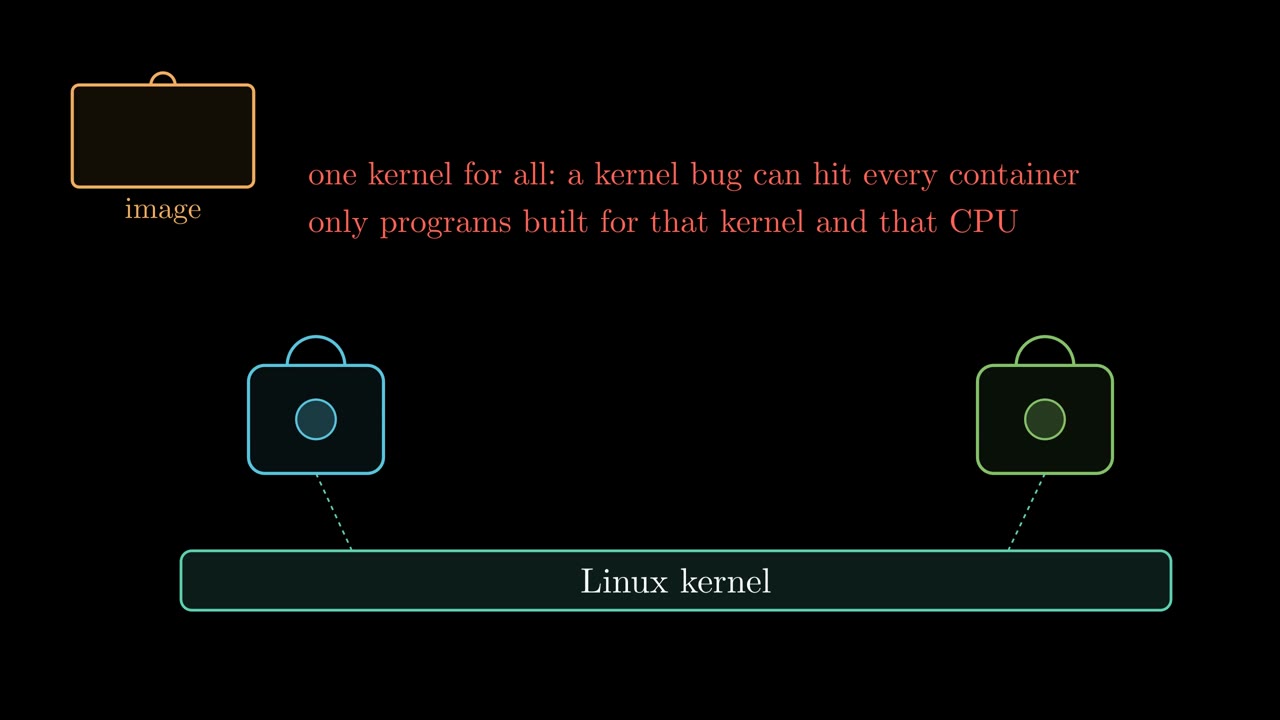 one kernel for all: a kernel bug can hit every container
image
only programs built for that kernel and that CPU
Linux kernel